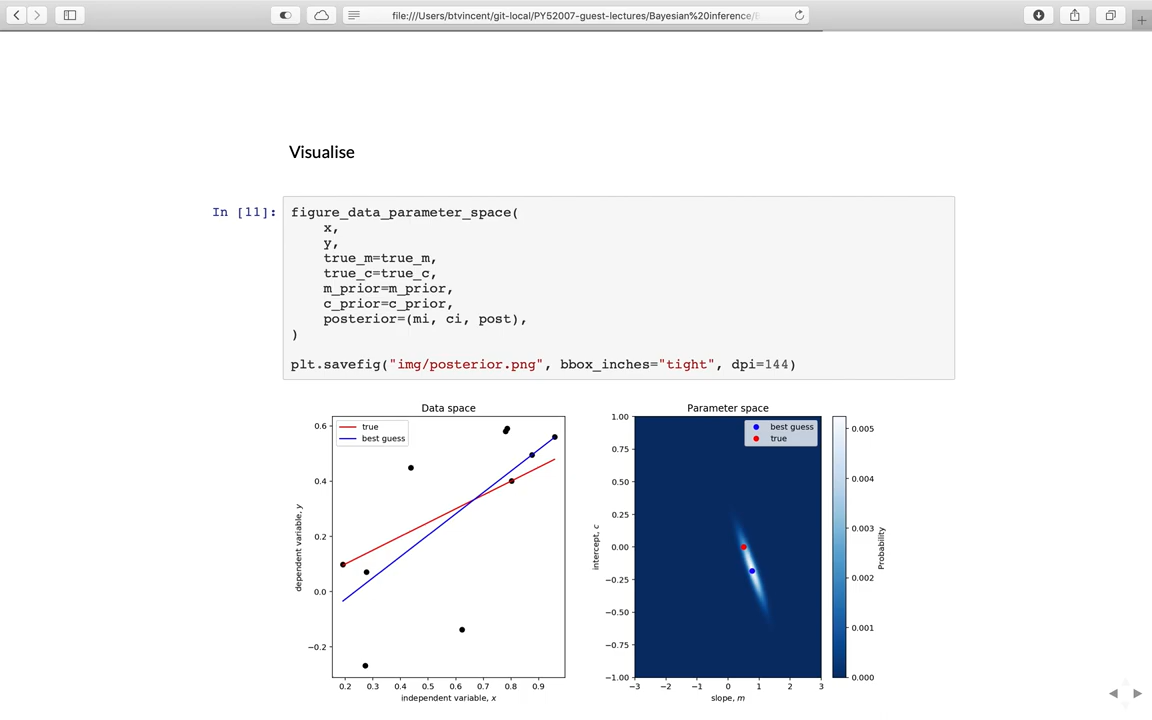 file:///Users/btvincent/git-local/PY52007-guest-lectures/Bayesian%20inference/
Visualise
In [11]:
figure_data_parameter_space(
x,
y,
true_m=true_m,
true_c=true_c,
m_prior=m_prior,
c_prior=c_prior,
posterior=(mi, ci, post),
)
plt.savefig("img/posterior.png", bbox_inches="tight", dpi=144)
Data space
true
best guess
0.6
0.4
0.2
0.0
−0.2
dependent variable, y
0.2 0.3 0.4 0.5 0.6 0.7 0.8 0.9
independent variable, x
Parameter space
best guess
true
1.00
0.75
0.50
0.25
0.00
−0.25
−0.50
−0.75
−1.00
intercept, c
−3 −2 −1 0 1 2 3
slope, m
0.005
0.004
0.003
0.002
0.001
0.000
Probability